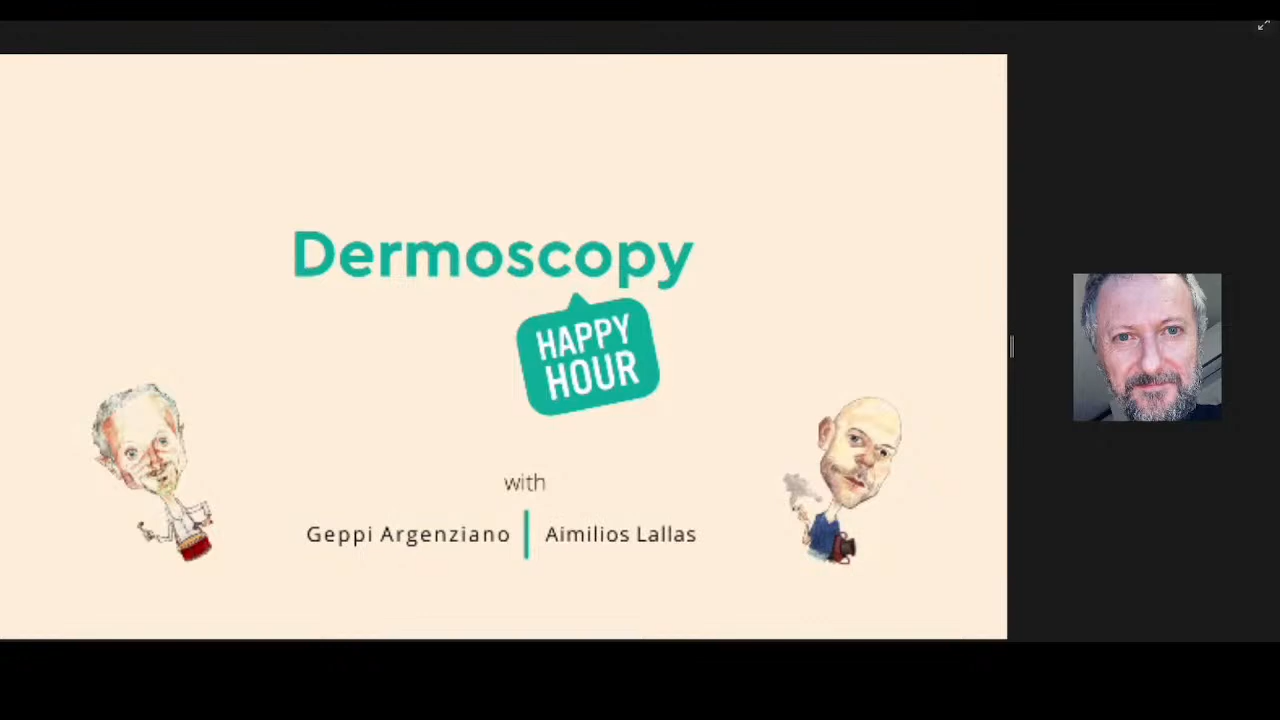 Dermoscopy
HAPPY
HOUR
with
Geppi Argenziano
Aimilios Lallas